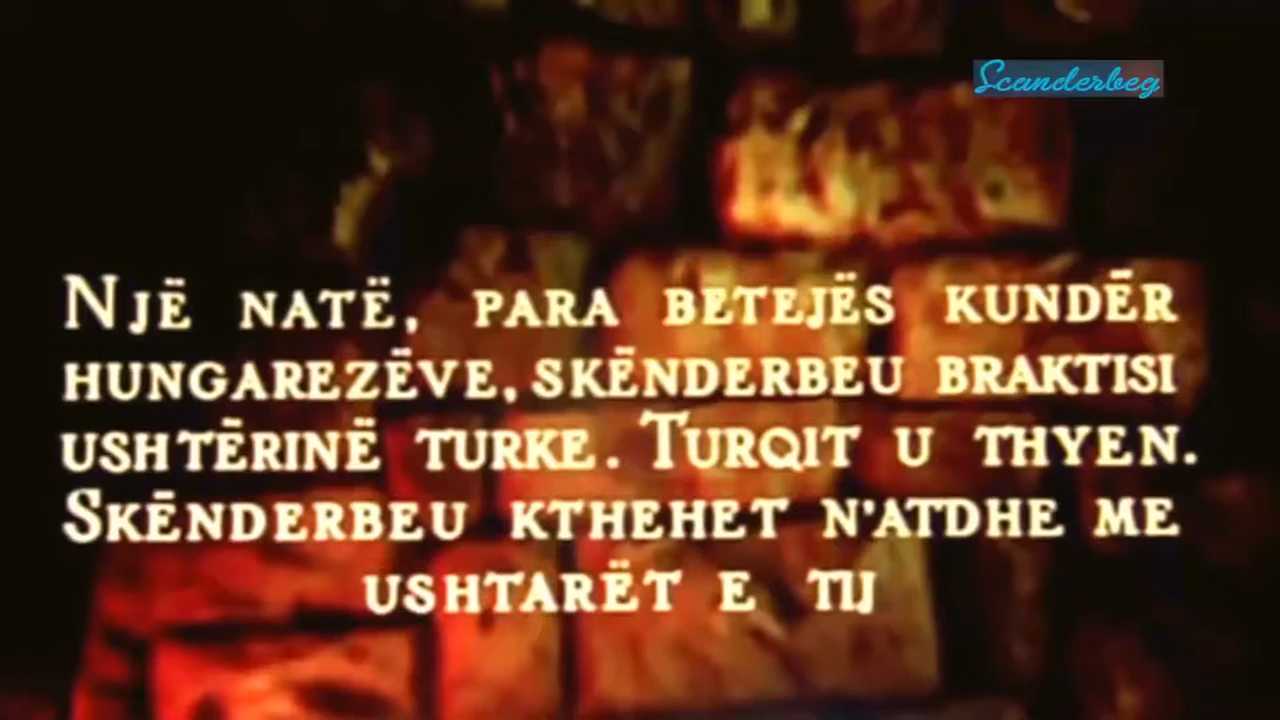 Scanderbeg
NJË NATË, PARA BETEJËS KUNDËR
HUNGAREZËVE, SKËNDERBEU BRAKTISI
USHTËRINË TURKE. TURQIT U THYEN.
SKËNDERBEU KTHEHET N'ATDHE ME
USHTARËT E TIJ